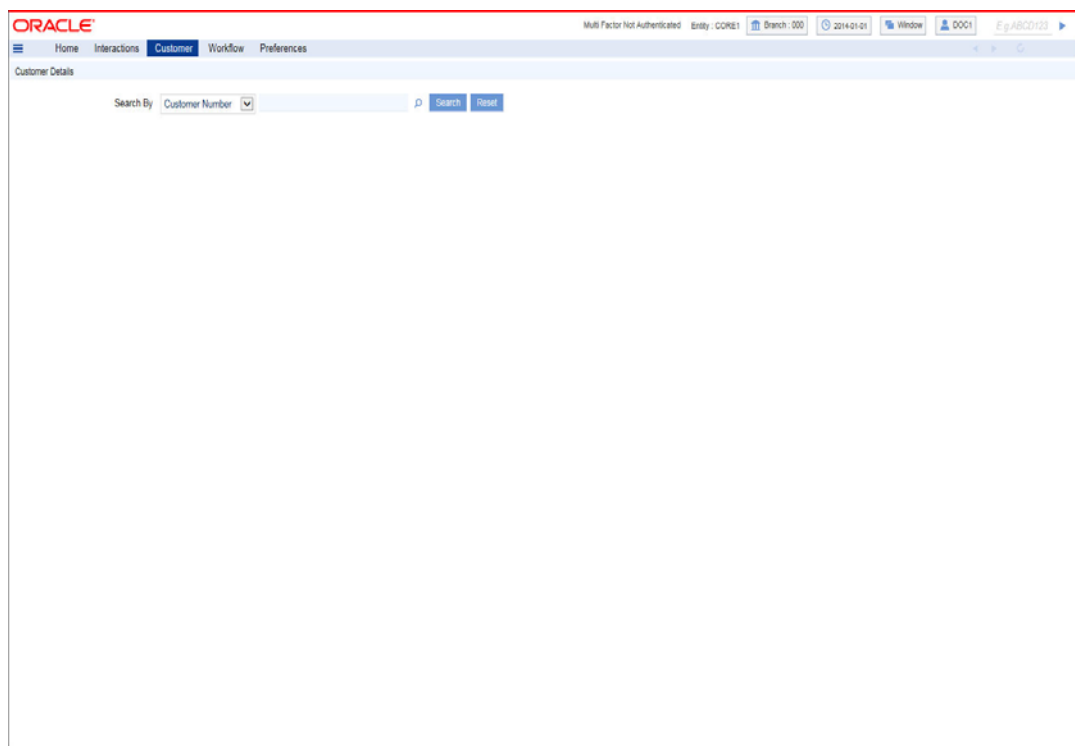 ORACLE®
Multi Factor Not Authenticated Entity : CORE1 Branch : 000 2014-01-01 Window DOC1 E g.ABCD123
Home Interactions Customer Workflow Preferences
Customer Details
Search By Customer Number Search Reset